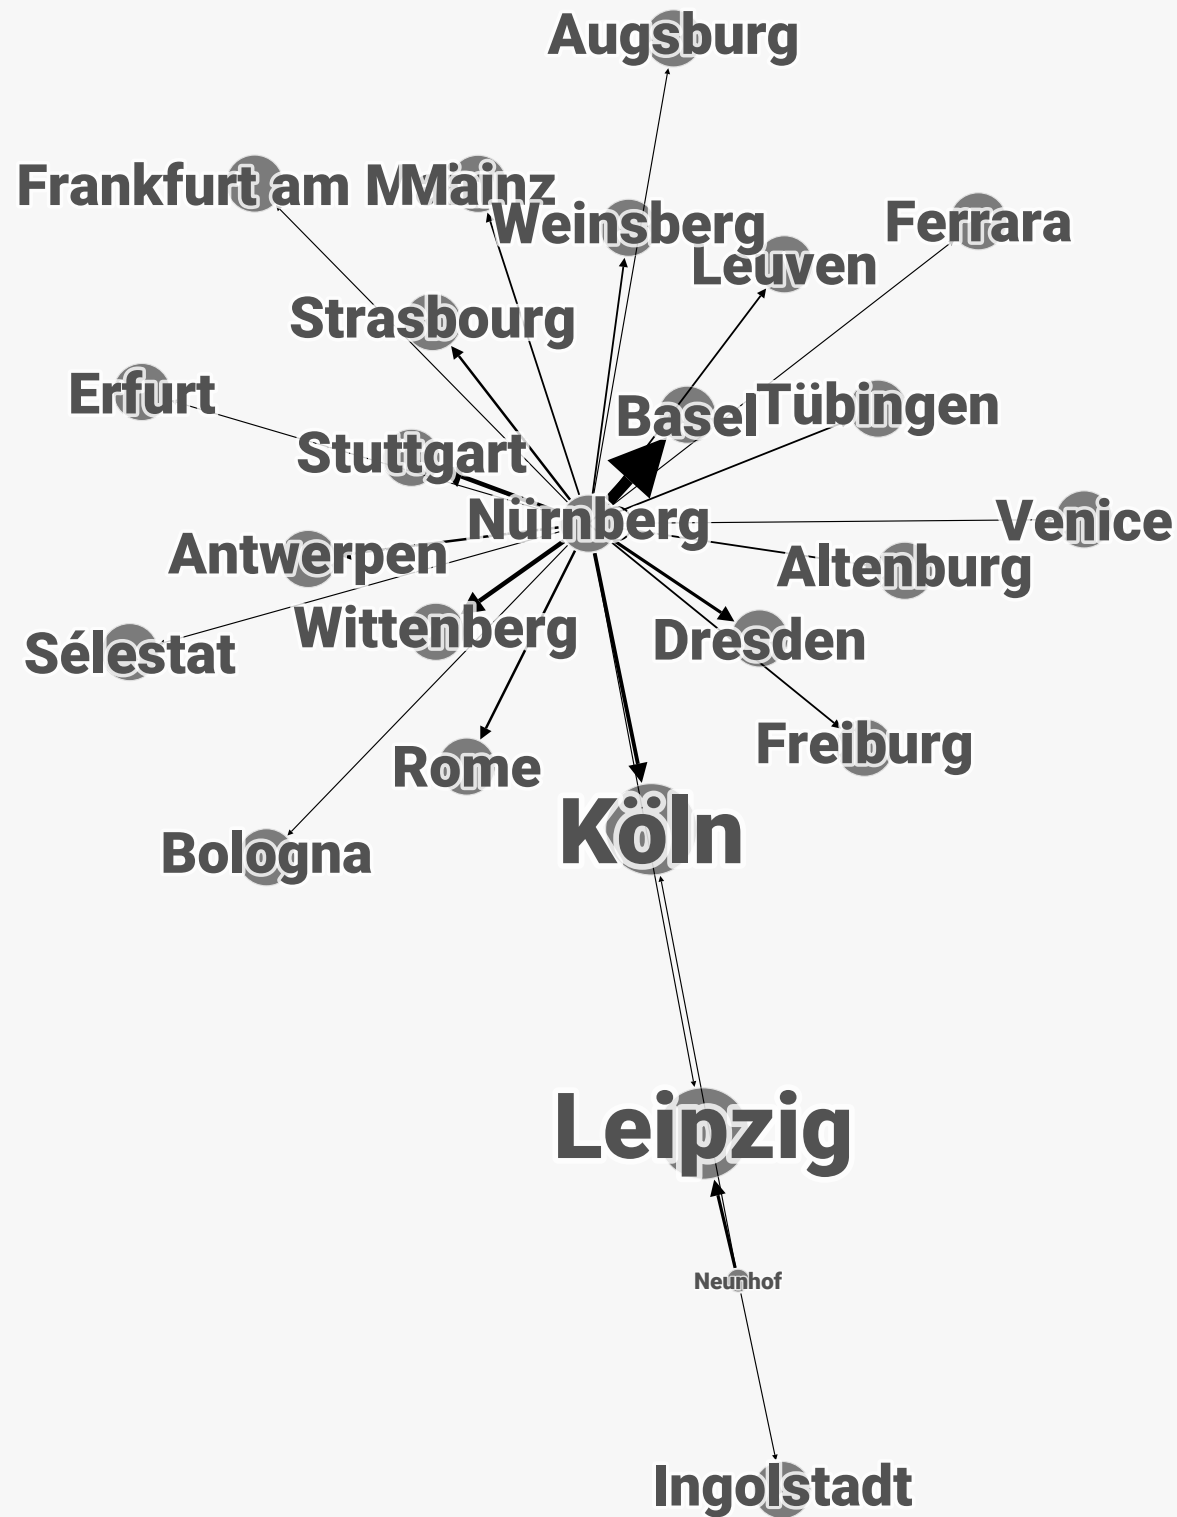 Augsburg
Frankfurt am M
Mainz
Weinsberg
Ferrara
Leuven
Strasbourg
Erfurt
Basel
Tübingen
Stuttgart
Nürnberg
Venice
Antwerpen
Altenburg
Wittenberg
Dresden
Sélestat
Freiburg
Rome
Köln
Bologna
Leipzig
Neunhof
Ingolstadt